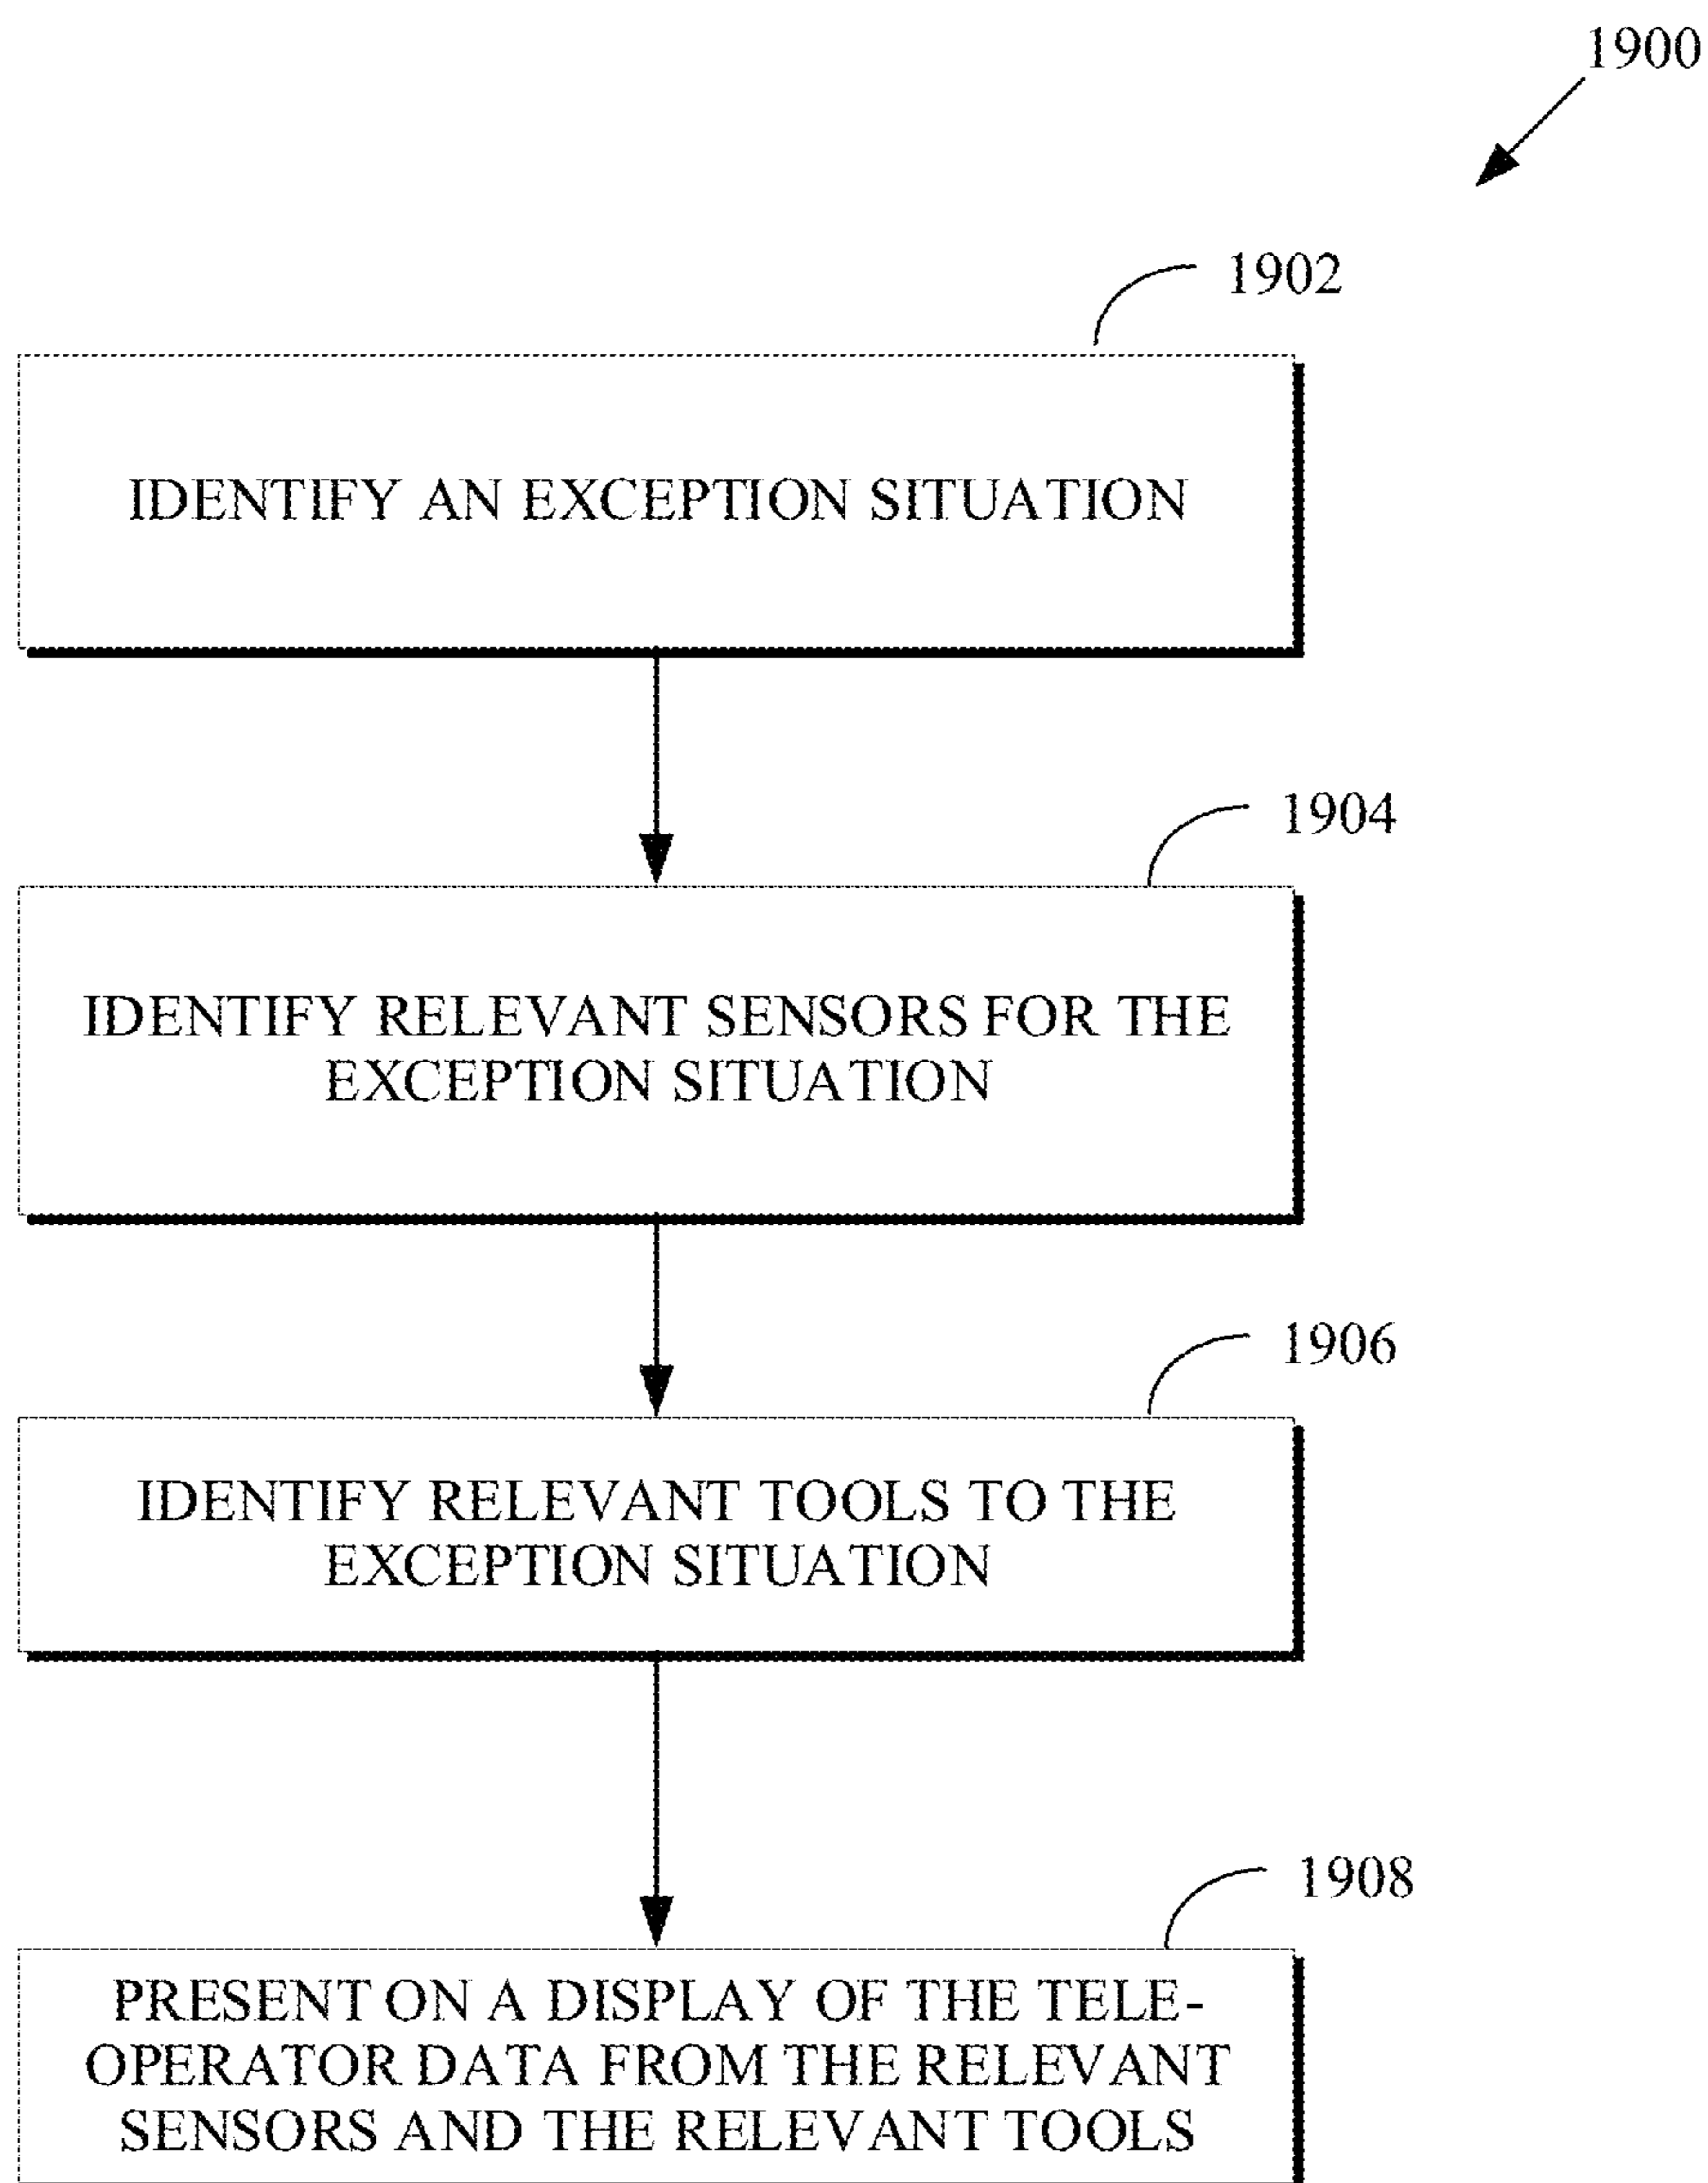 1900
1902
IDENTIFY AN EXCEPTION SITUATION
1904
IDENTIFY RELEVANT SENSORS FOR THE
EXCEPTION SITUATION
1906
IDENTIFY RELEVANT TOOLS TO THE
EXCEPTION SITUATION
1908
PRESENT ON A DISPLAY OF THE TELE-
OPERATOR DATA FROM THE RELEVANT
SENSORS AND THE RELEVANT TOOLS